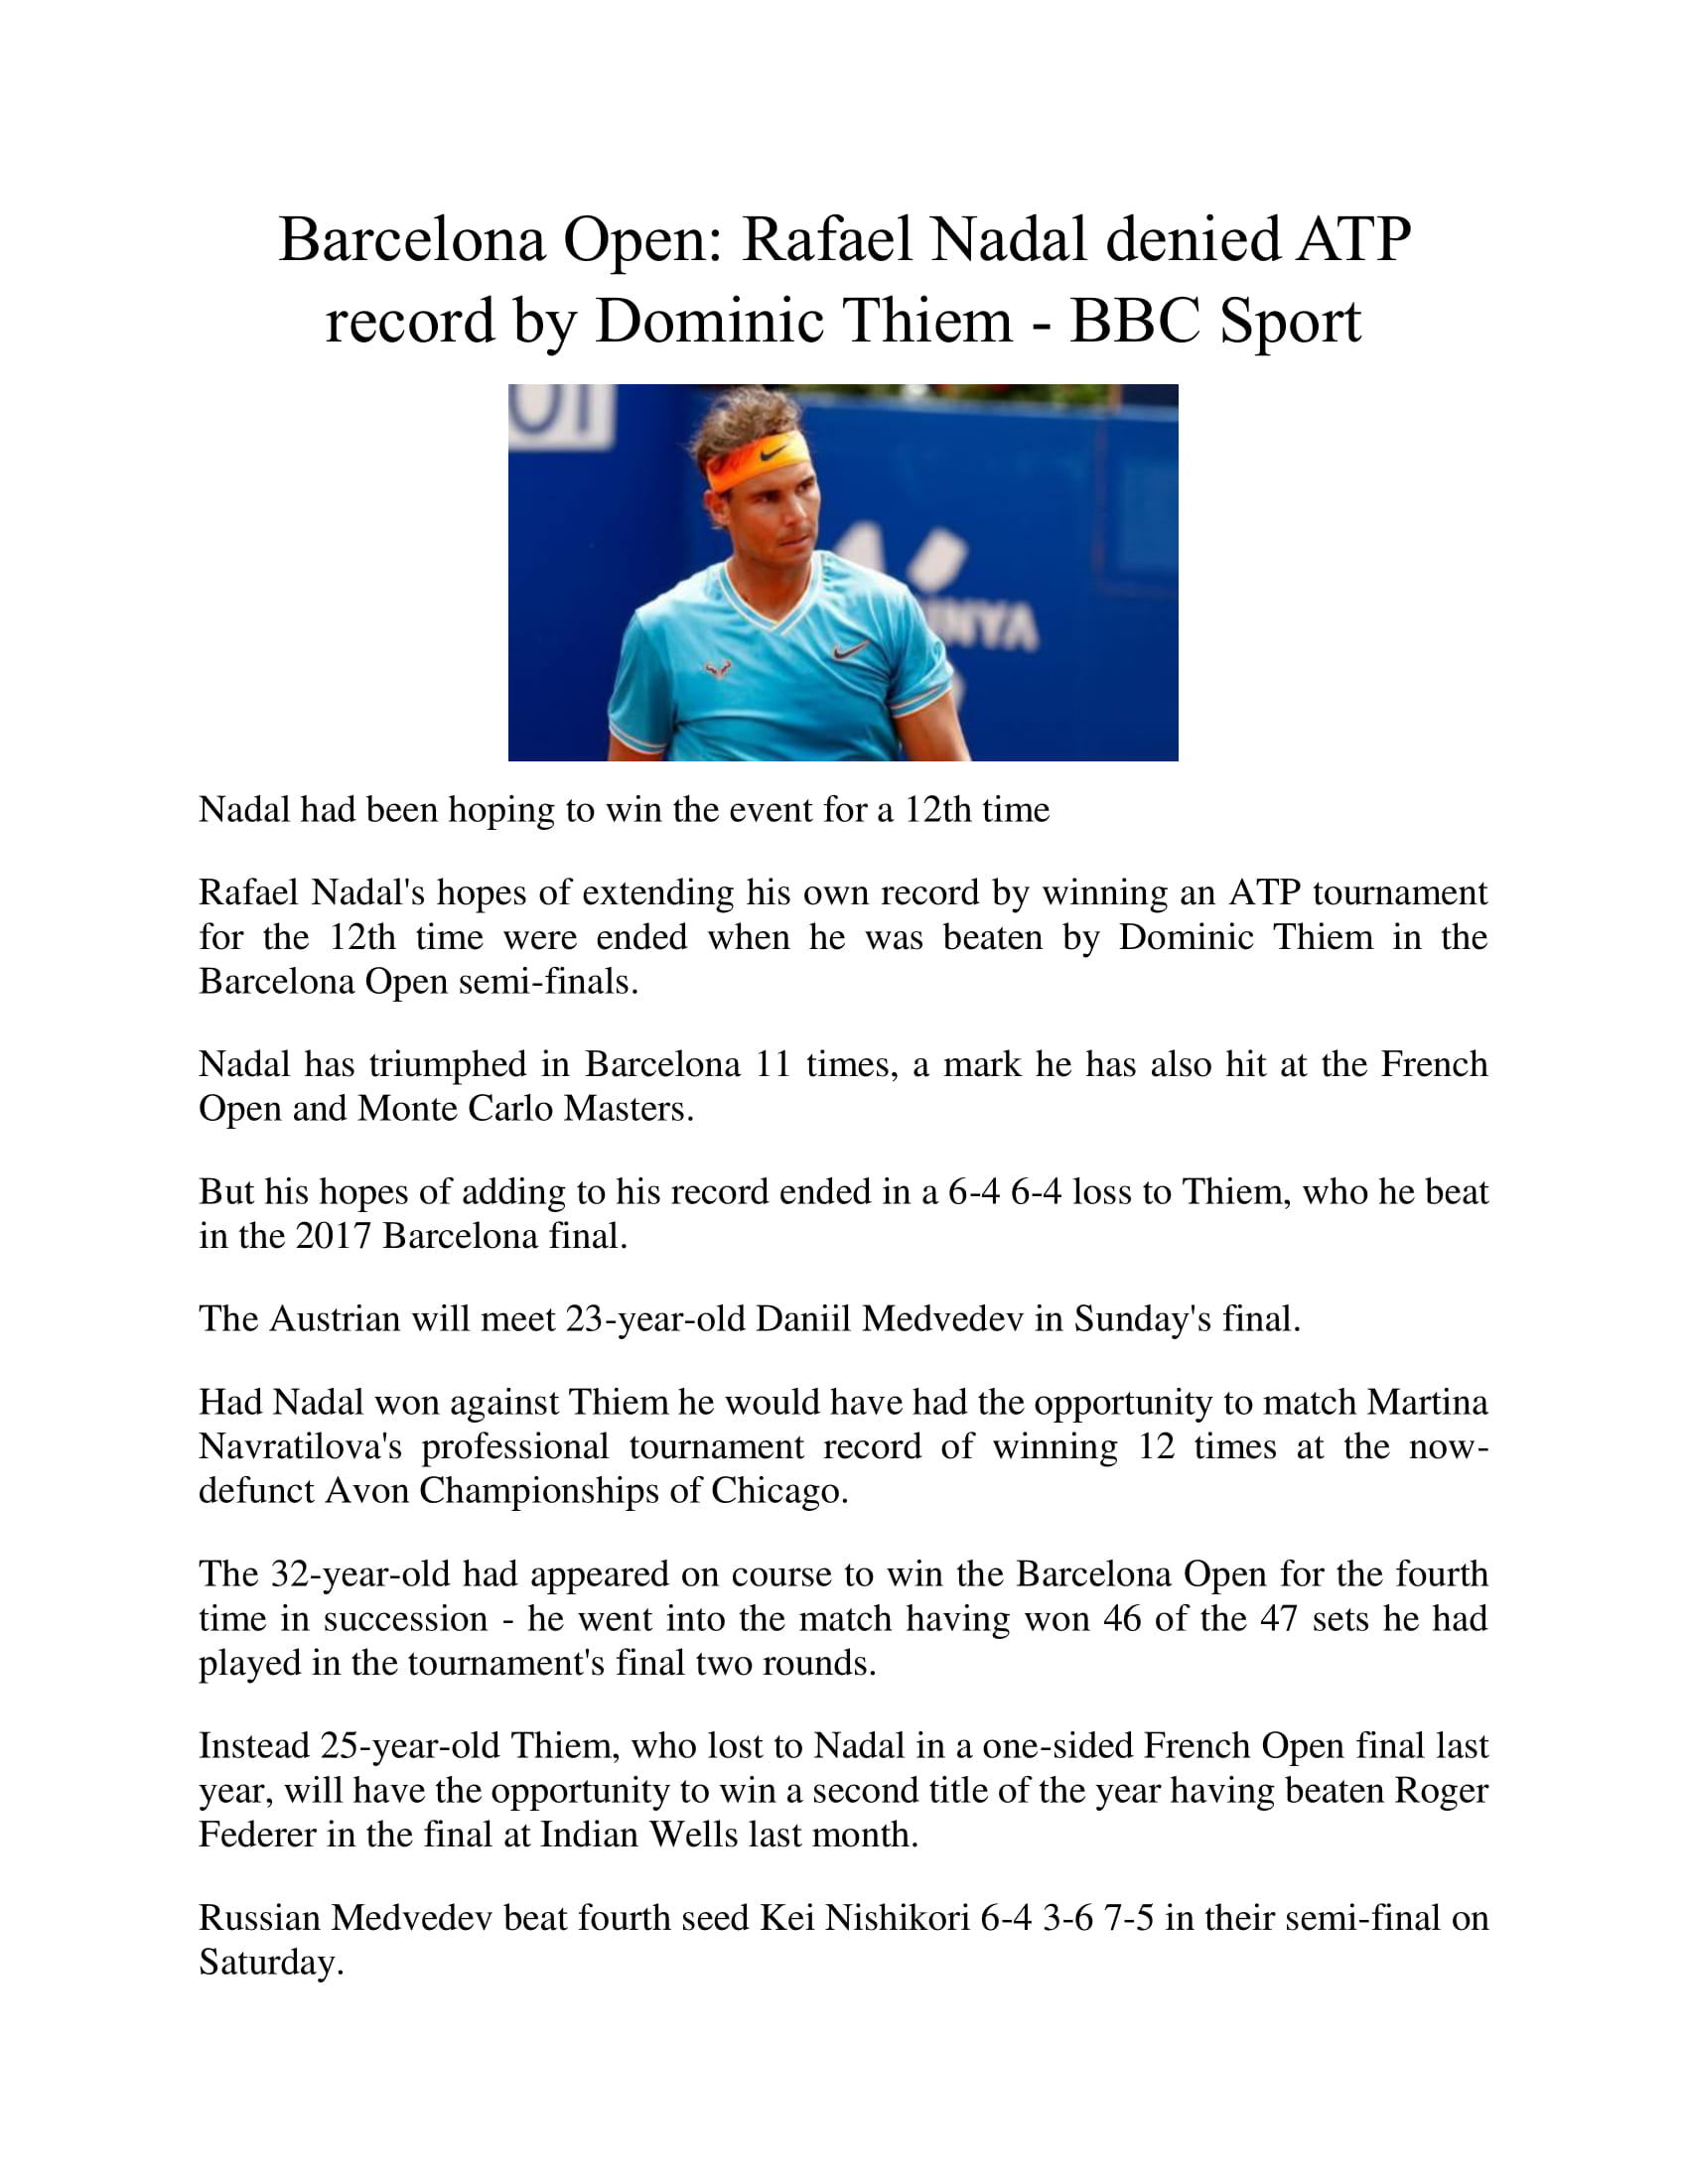 Barcelona Open: Rafael Nadal denied ATP
record by Dominic Thiem - BBC Sport
NYA
Nadal had been hoping to win the event for a 12th time
Rafael Nadal's hopes of extending his own record by winning an ATP tournament
for the 12th time were ended when he was beaten by Dominic Thiem in the
Barcelona Open semi-finals.
Nadal has triumphed in Barcelona 11 times, a mark he has also hit at the French
Open and Monte Carlo Masters.
But his hopes of adding to his record ended in a 6-4 6-4 loss to Thiem, who he beat
in the 2017 Barcelona final.
The Austrian will meet 23-year-old Daniil Medvedev in Sunday's final.
Had Nadal won against Thiem he would have had the opportunity to match Martina
Navratilova's professional tournament record of winning 12 times at the now-
defunct Avon Championships of Chicago.
The 32-year-old had appeared on course to win the Barcelona Open for the fourth
time in succession - he went into the match having won 46 of the 47 sets he had
played in the tournament's final two rounds.
Instead 25-year-old Thiem, who lost to Nadal in a one-sided French Open final last
year, will have the opportunity to win a second title of the year having beaten Roger
Federer in the final at Indian Wells last month.
Russian Medvedev beat fourth seed Kei Nishikori 6-4 3-6 7-5 in their semi-final on
Saturday.